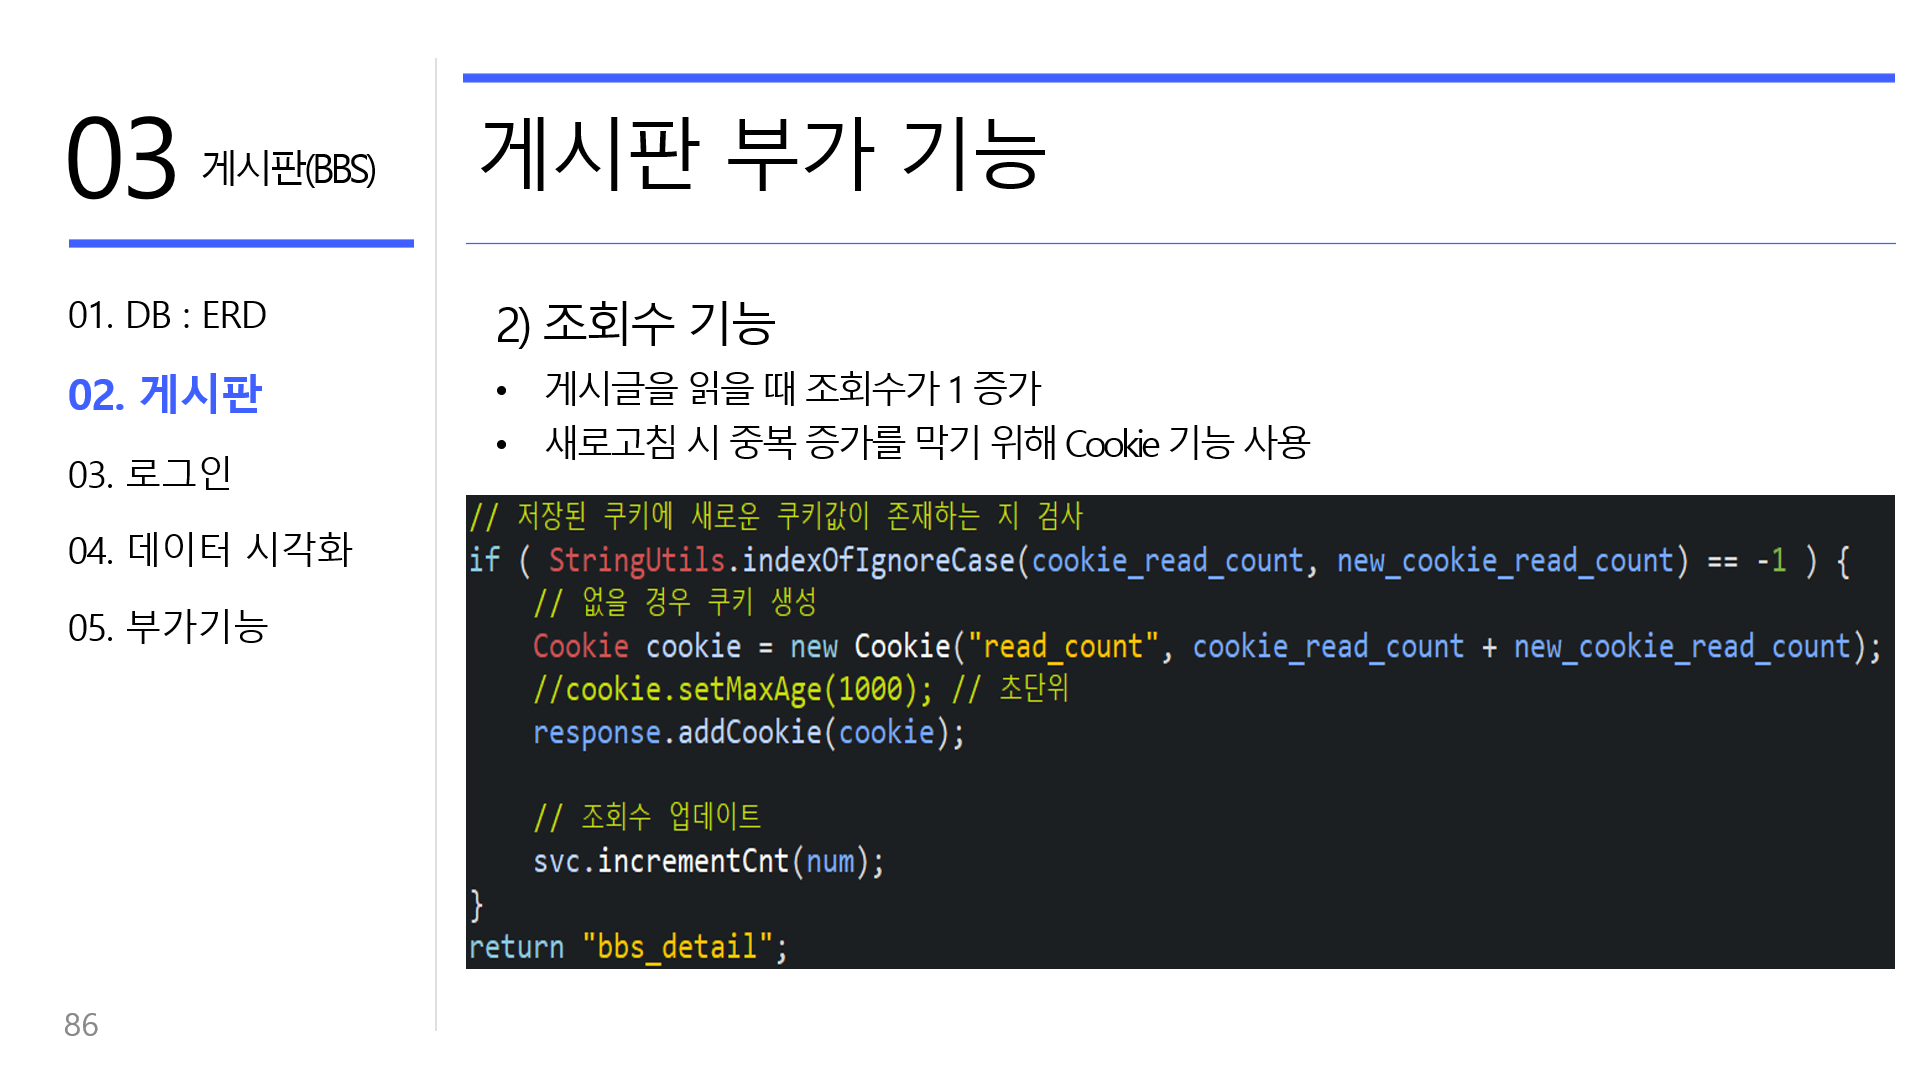 03 게시판(BBS)
01. DB : ERD
02. 게시판
03. 로그인
04. 데이터 시각화
05. 부가기능
86
게시판 부가 기능
2) 조회수 기능
• 게시글을 읽을 때 조회수가 1 증가
• 새로고침 시 중복 증가를 막기 위해 Cookie 기능 사용
// 저장된 쿠키에 새로운 쿠키값이 존재하는 지 검사
if ( StringUtils.indexOfIgnoreCase(cookie_read_count, new_cookie_read_count) == -1 ) {
    // 없을 경우 쿠키 생성
    Cookie cookie = new Cookie("read_count", cookie_read_count + new_cookie_read_count);
    //cookie.setMaxAge(1000); // 초단위
    response.addCookie(cookie);
    // 조회수 업데이트
    svc.incrementCnt(num);
}
return "bbs_detail";